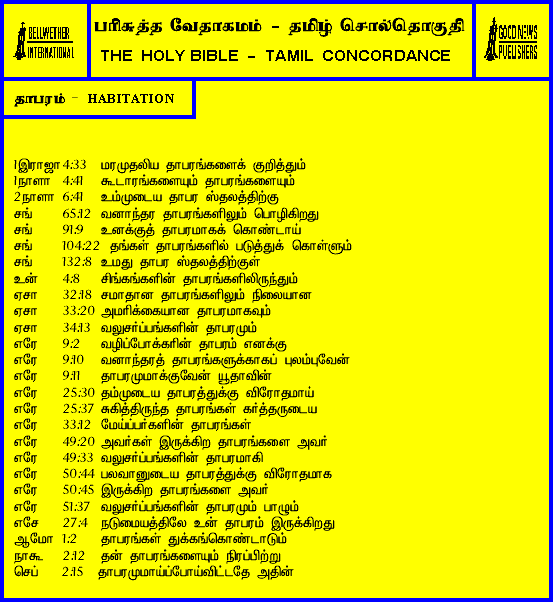 BELLWETHER
INTERNATIONAL
பரிசுத்த வேதாகமம் - தமிழ் சொல்தொகுதி
THE HOLY BIBLE - TAMIL CONCORDANCE
GOOD NEWS
PUBLISHERS
தாபரம் - HABITATION
1இராஜா 4:33 மரமுதலிய தாபரங்களைக் குறித்தும்
1நாளா 4:41 கூடாரங்களையும் தாபரங்களையும்
2நாளா 6:41 உம்முடைய தாபர ஸ்தலத்திற்கு
சங் 65:12 வனாந்தர தாபரங்களிலும் பொழிகிறது
சங் 91:9 உனக்குத் தாபரமாகக் கொண்டாய்
சங் 104:22 தங்கள் தாபரங்களில் படுத்துக் கொள்ளும்
சங் 132:8 உமது தாபர ஸ்தலத்திற்குள்
உன் 4:8 சிங்கங்களின் தாபரங்களிலிருந்தும்
ஏசா 32:18 சமாதான தாபரங்களிலும் நிலையான
ஏசா 33:20 அமரிக்கையான தாபரமாகவும்
ஏசா 34:13 வலுசர்ப்பங்களின் தாபரமும்
எரே 9:2 வழிப்போக்கரின் தாபரம் எனக்கு
எரே 9:10 வனாந்தரத் தாபரங்களுக்காகப் புலம்புவேன்
எரே 9:11 தாபரமுமாக்குவேன் யூதாவின்
எரே 25:30 தம்முடைய தாபரத்துக்கு விரோதமாய்
எரே 25:37 சுகித்திருந்த தாபரங்கள் கர்த்தருடைய
எரே 33:12 மேய்ப்பர்களின் தாபரங்கள்
எரே 49:20 அவர்கள் இருக்கிற தாபரங்களை அவர்
எரே 49:33 வலுசர்ப்பங்களின் தாபரமாகி
எரே 50:44 பலவானுடைய தாபரத்துக்கு விரோதமாக
எரே 50:45 இருக்கிற தாபரங்களை அவர்
எரே 51:37 வலுசர்ப்பங்களின் தாபரமும் பாழும்
எசே 27:4 நடுமையத்திலே உன் தாபரம் இருக்கிறது
ஆமோ 1:2 தாபரங்கள் துக்கங்கொண்டாடும்
நாகூ 2:12 தன் தாபரங்களையும் நிரப்பிற்று
செப் 2:15 தாபரமுமாய்ப்போய்விட்டதே அதின்